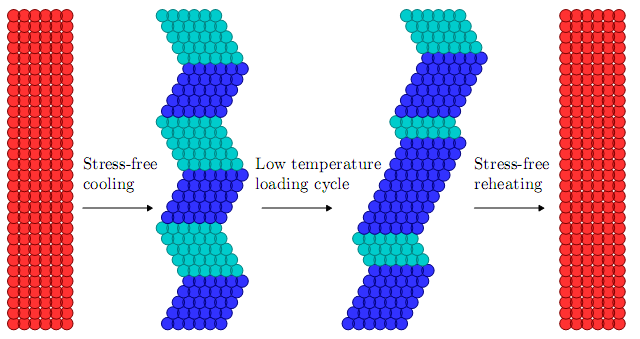 Stress-free
cooling
Low temperature
loading cycle
Stress-free
reheating